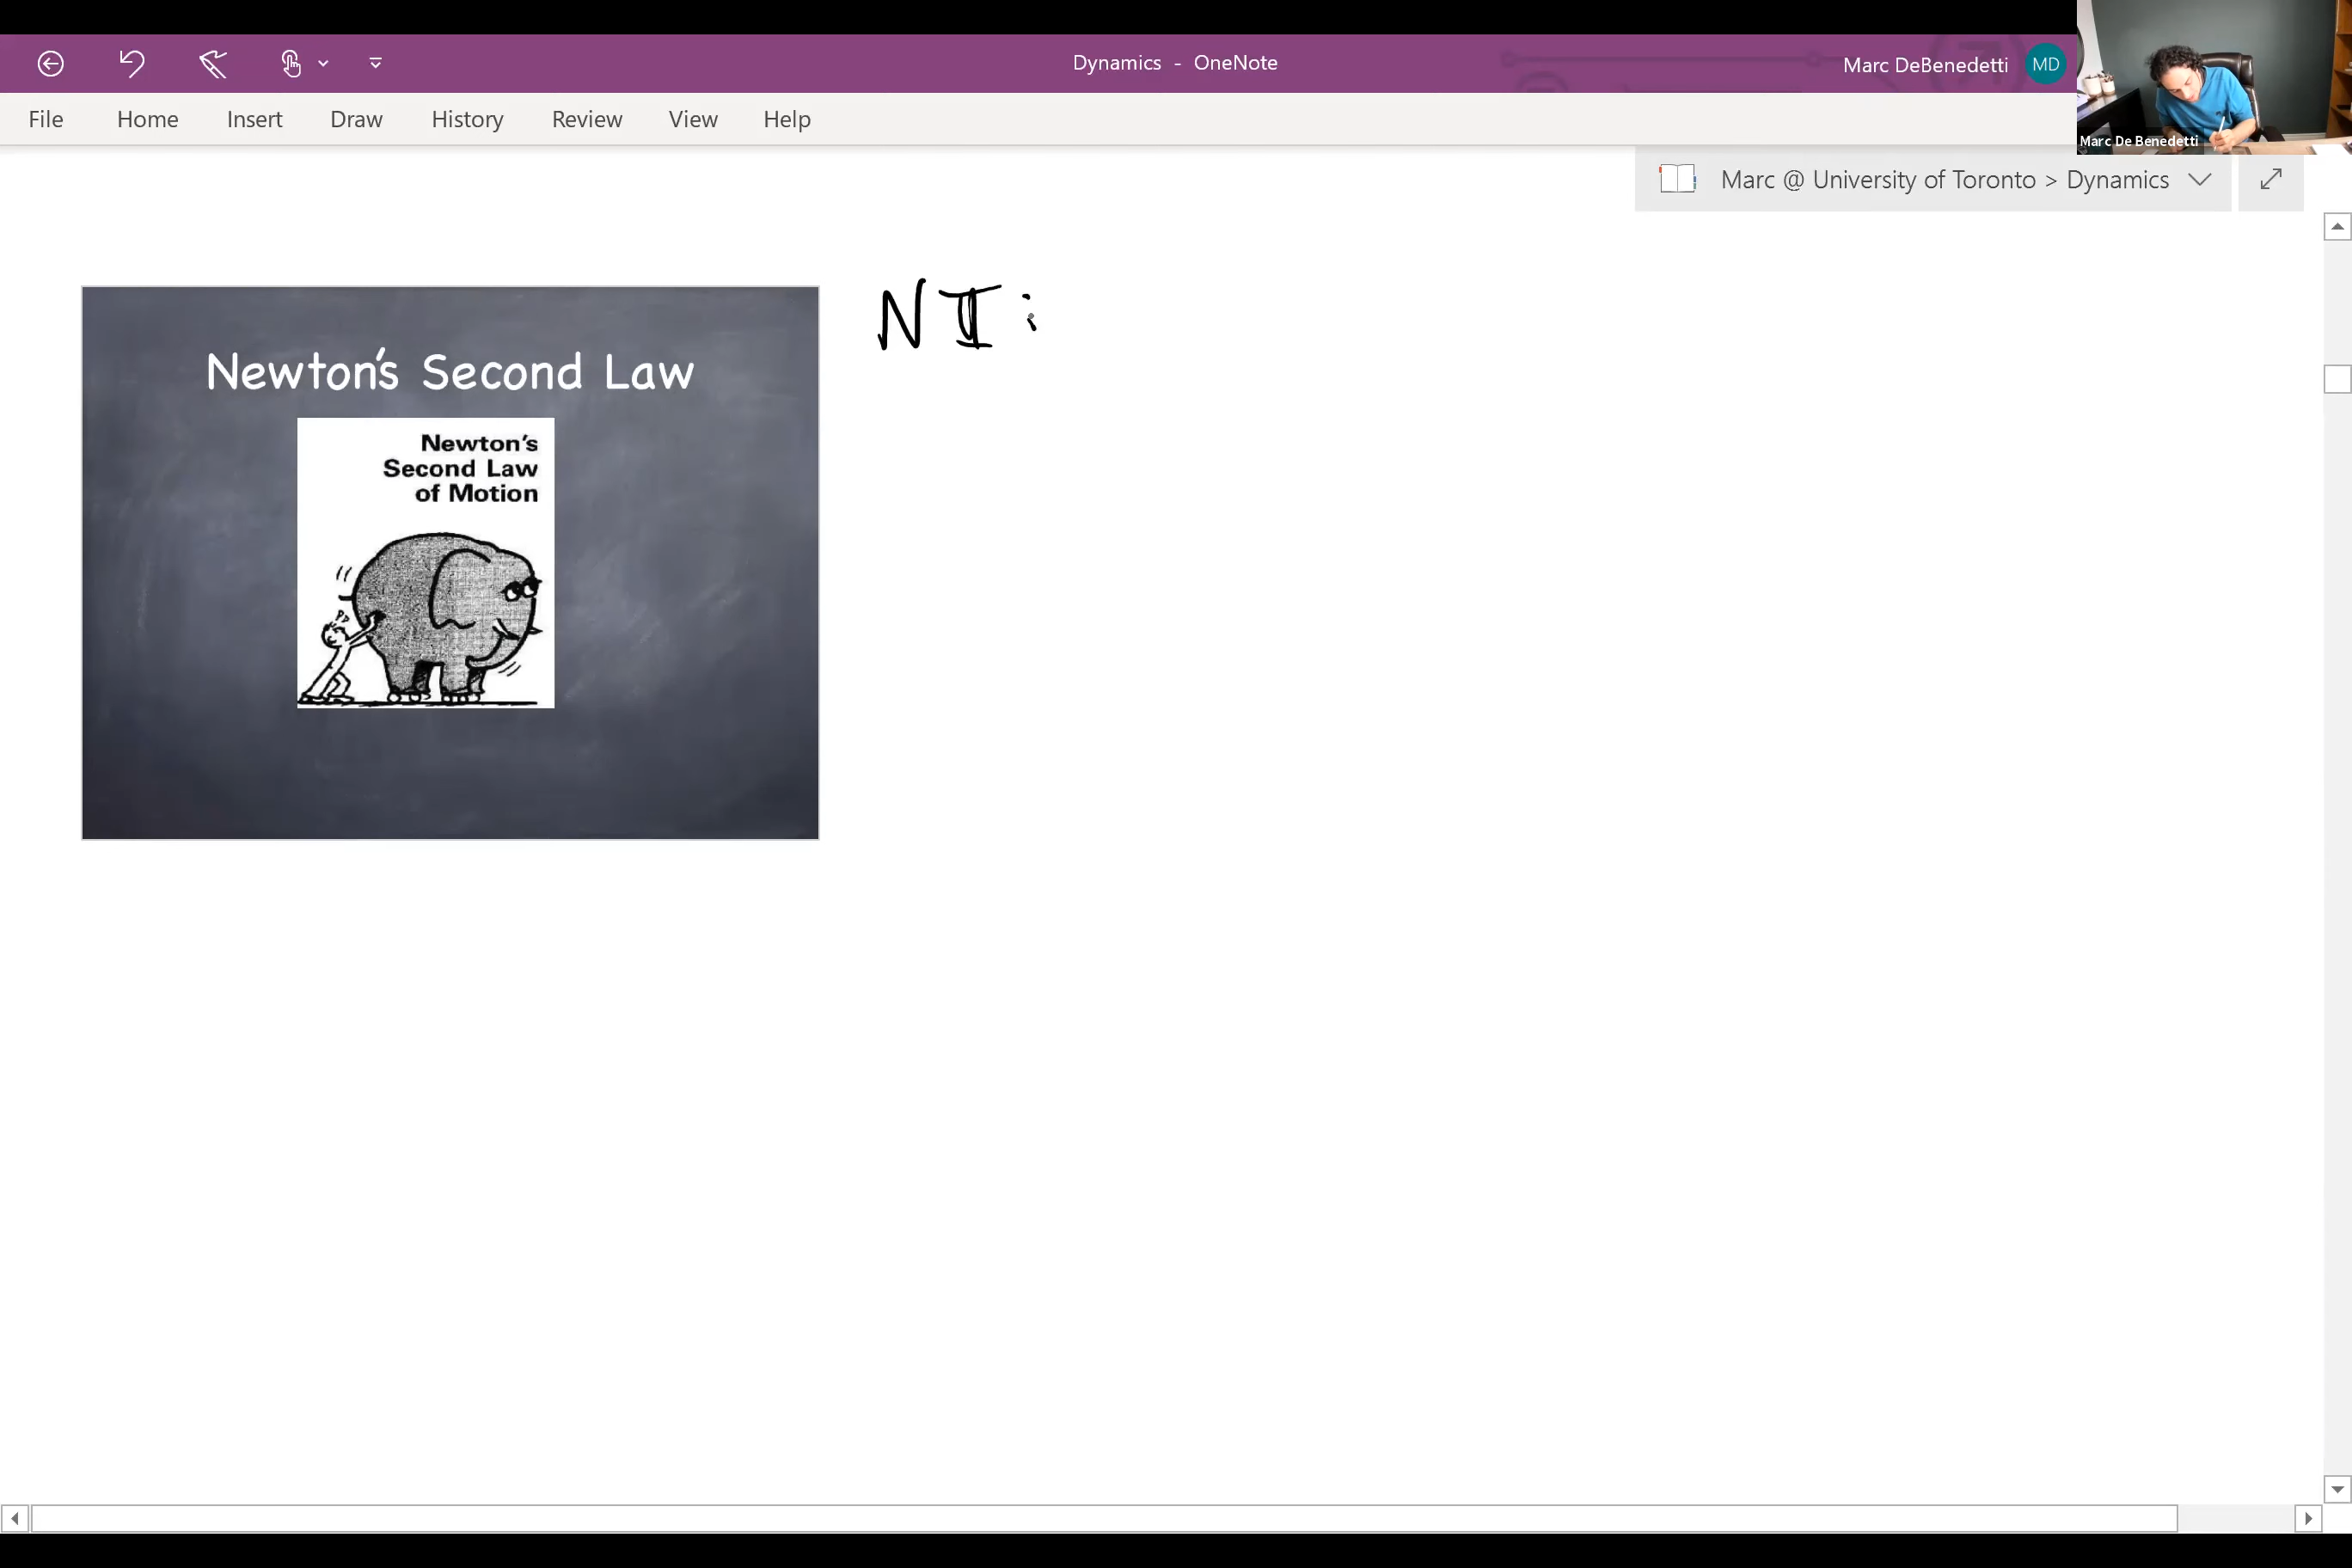 Dynamics - OneNote
Marc DeBenedetti
MD
File
Home
Insert
Draw
History
Review
View
Help
Marc De Benedetti
Marc @ University of Toronto > Dynamics
N II :
Newton's Second Law
Newton's
Second Law
of Motion